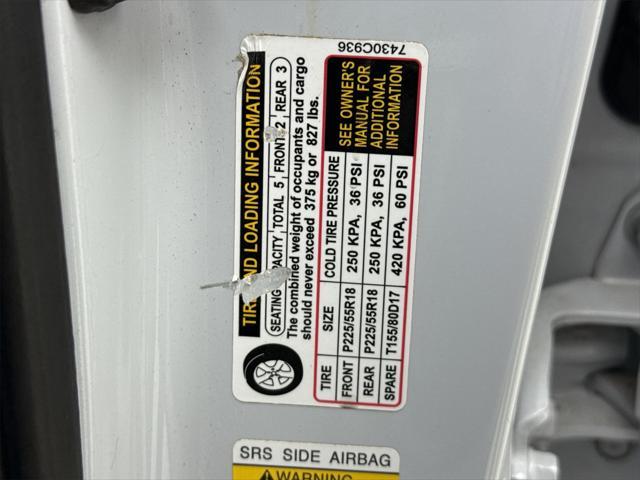 7430C936
TIRE AND LOADING INFORMATION
SEATING CAPACITY TOTAL 5 FRONT 2 REAR 3
The combined weight of occupants and cargo
should never exceed 375 kg or 827 lbs.
TIRE SIZE COLD TIRE PRESSURE
FRONT P225/55R18 250 KPA, 36 PSI
REAR P225/55R18 250 KPA, 36 PSI
SPARE T155/80D17 420 KPA, 60 PSI
SEE OWNER'S
MANUAL FOR
ADDITIONAL
INFORMATION
SRS SIDE AIRBAG
WARNING